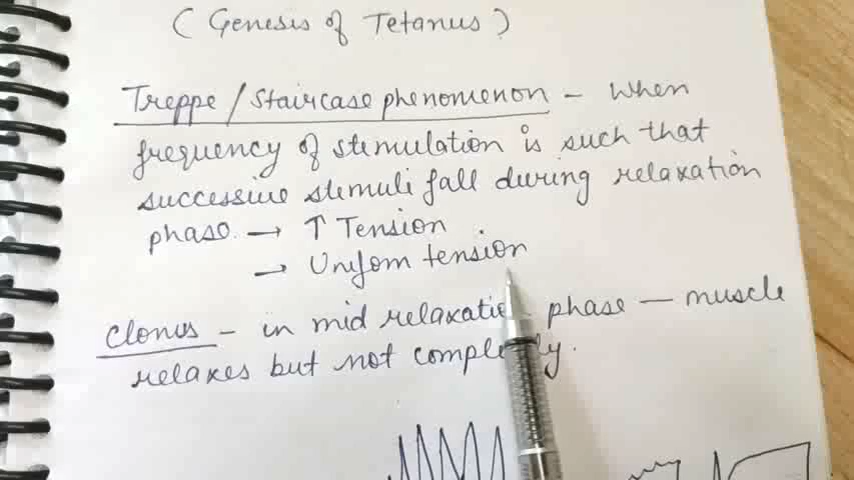 (Genesis of Tetanus)
Treppe / Staircase phenomenon - When
frequency of stimulation is such that
successive stimuli fall during relaxation
phase. → ↑ Tension
→ Uniform tension
Clonus - in mid relaxation phase — muscle
relaxes but not completely.